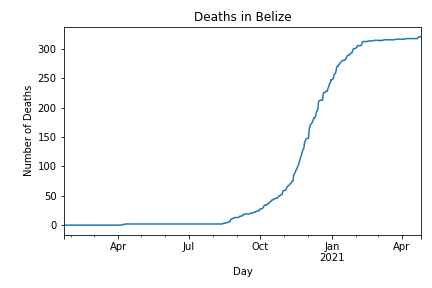 Deaths in Belize
Number of Deaths
300
250
200
150
100
50
0
Apr
Jul
Oct
Jan
2021
Apr
Day